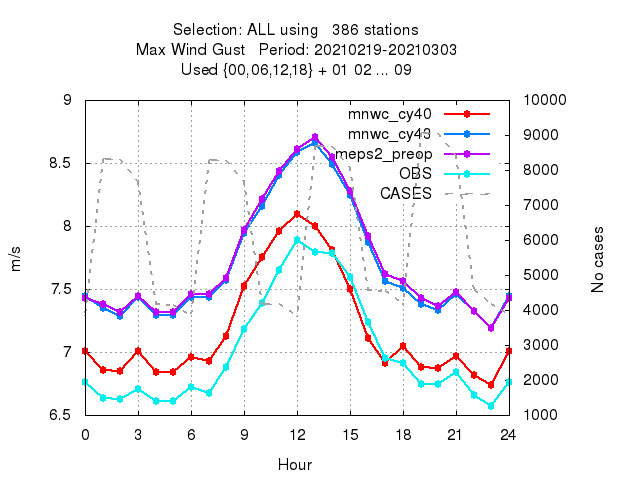 Selection: ALL using 386 stations
Max Wind Gust Period: 20210219-20210303
Used {00,06,12,18} + 01 02 ... 09
9 10000
mnwc_cy40
9000
mnwc_cy43
8.5 meps2_preop
8000
OBS
CASES
7000
8
6000
m/s
No cases
7.5
5000
4000
7
3000
2000
6.5 1000
0 3 6 9 12 15 18 21 24
Hour